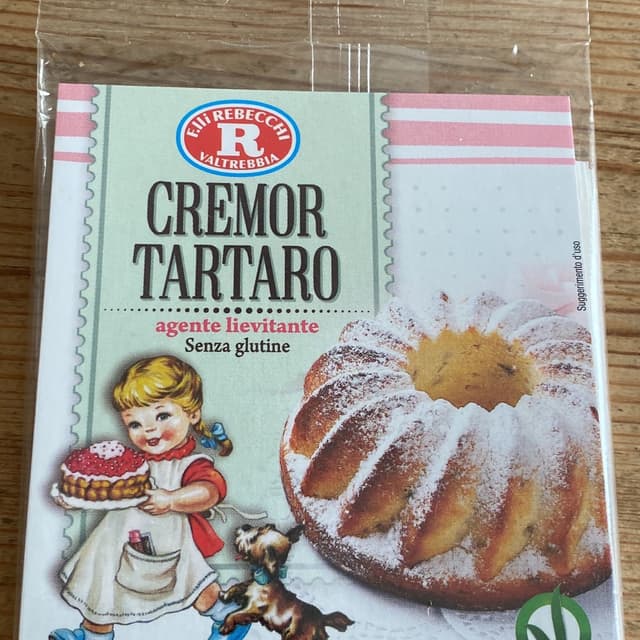 F.lli REBECCHI
R
VALTREBBIA
CREMOR
TARTARO
agente lievitante
Senza glutine
Suggerimento d'uso